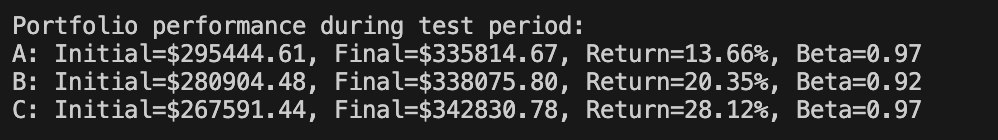 Portfolio performance during test period:
A: Initial=$295444.61, Final=$335814.67, Return=13.66%, Beta=0.97
B: Initial=$280904.48, Final=$338075.80, Return=20.35%, Beta=0.92
C: Initial=$267591.44, Final=$342830.78, Return=28.12%, Beta=0.97